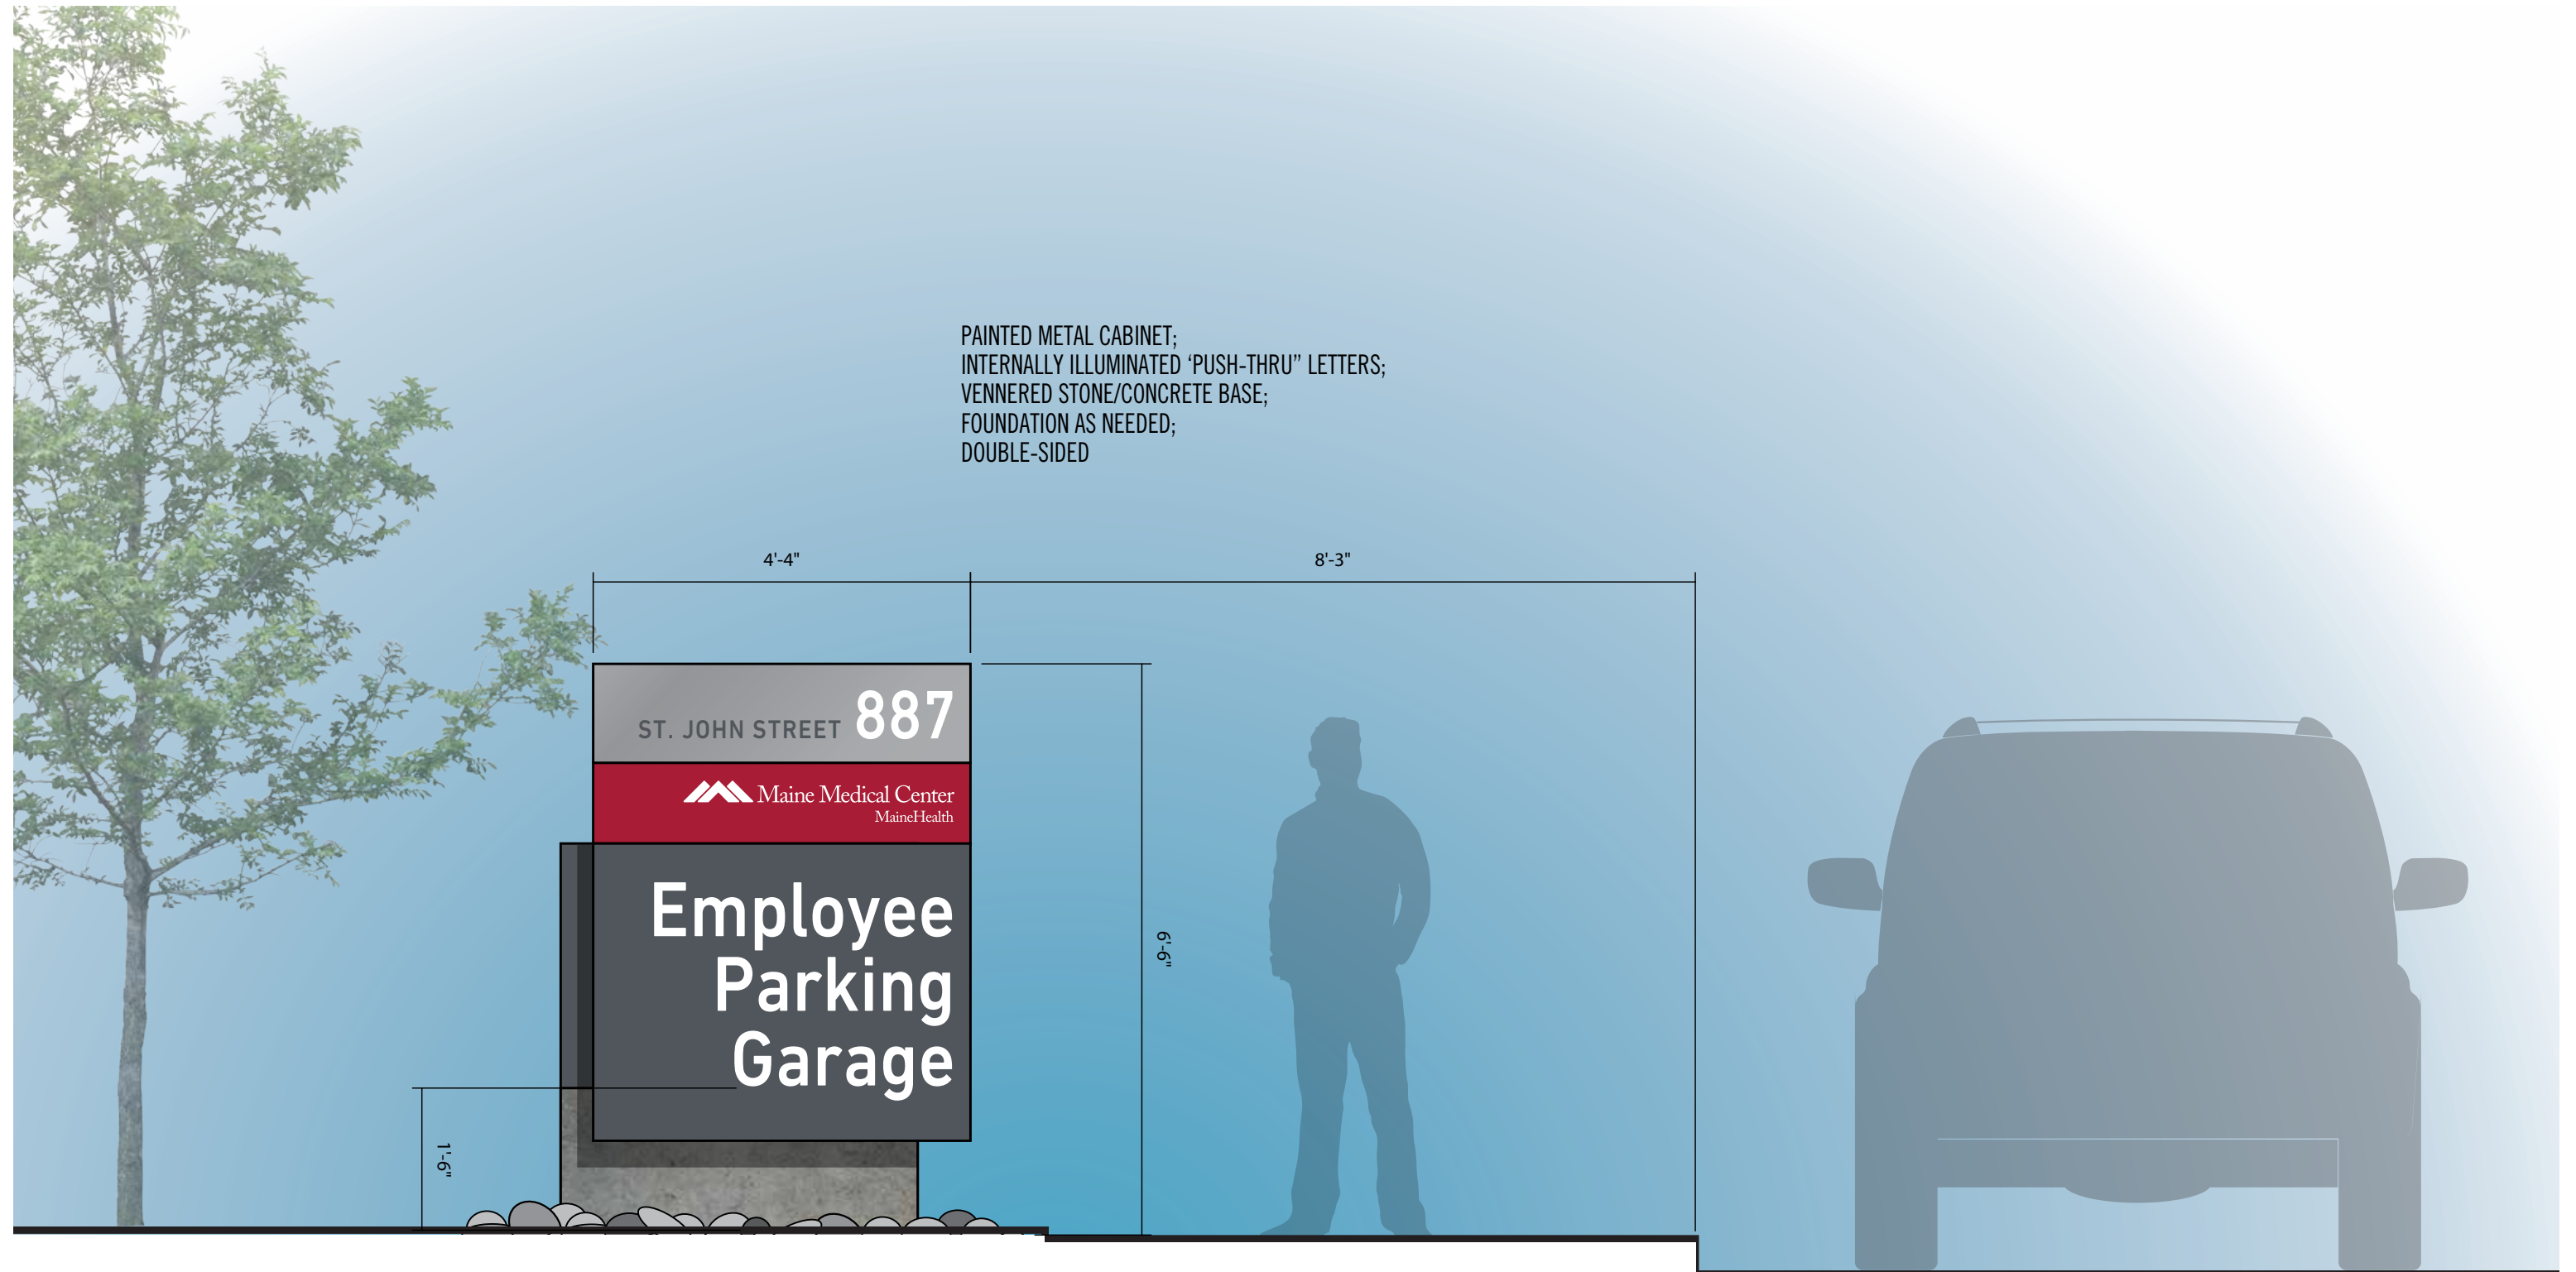 PAINTED METAL CABINET;
INTERNALLY ILLUMINATED ‘PUSH-THRU” LETTERS;
VENNERED STONE/CONCRETE BASE;
FOUNDATION AS NEEDED;
DOUBLE-SIDED
4'-4"
8'-3"
ST. JOHN STREET 887
Maine Medical Center
MaineHealth
Employee
Parking
Garage
6'-6"
1'-6"